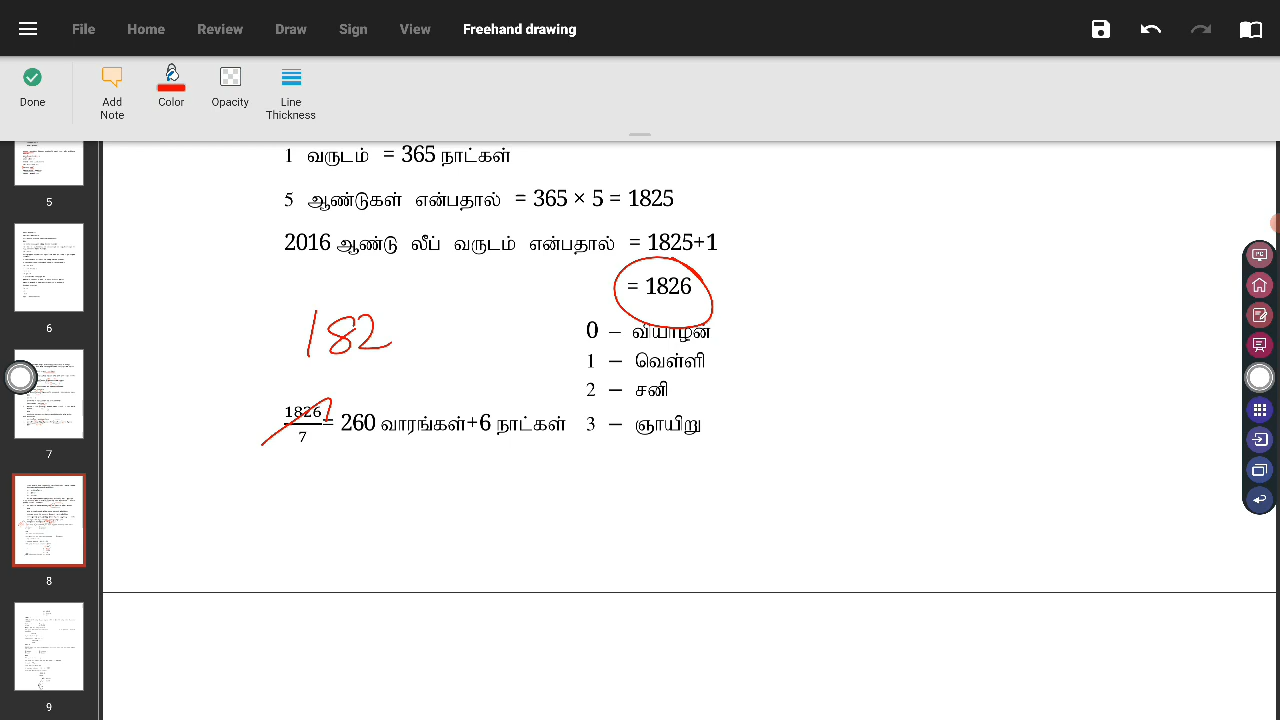 File Home Review Draw Sign View Freehand drawing
Done Add Note Color Opacity Line Thickness
1 வருடம் = 365 நாட்கள்
5 ஆண்டுகள் என்பதால் = 365 × 5 = 1825
2016 ஆண்டு லீப் வருடம் என்பதால் = 1825+1
= 1826
182
0 – வியாழன்
1 – வெள்ளி
2 – சனி
1826/7 = 260 வாரங்கள்+6 நாட்கள் 3 – ஞாயிறு
5
6
7
8
9